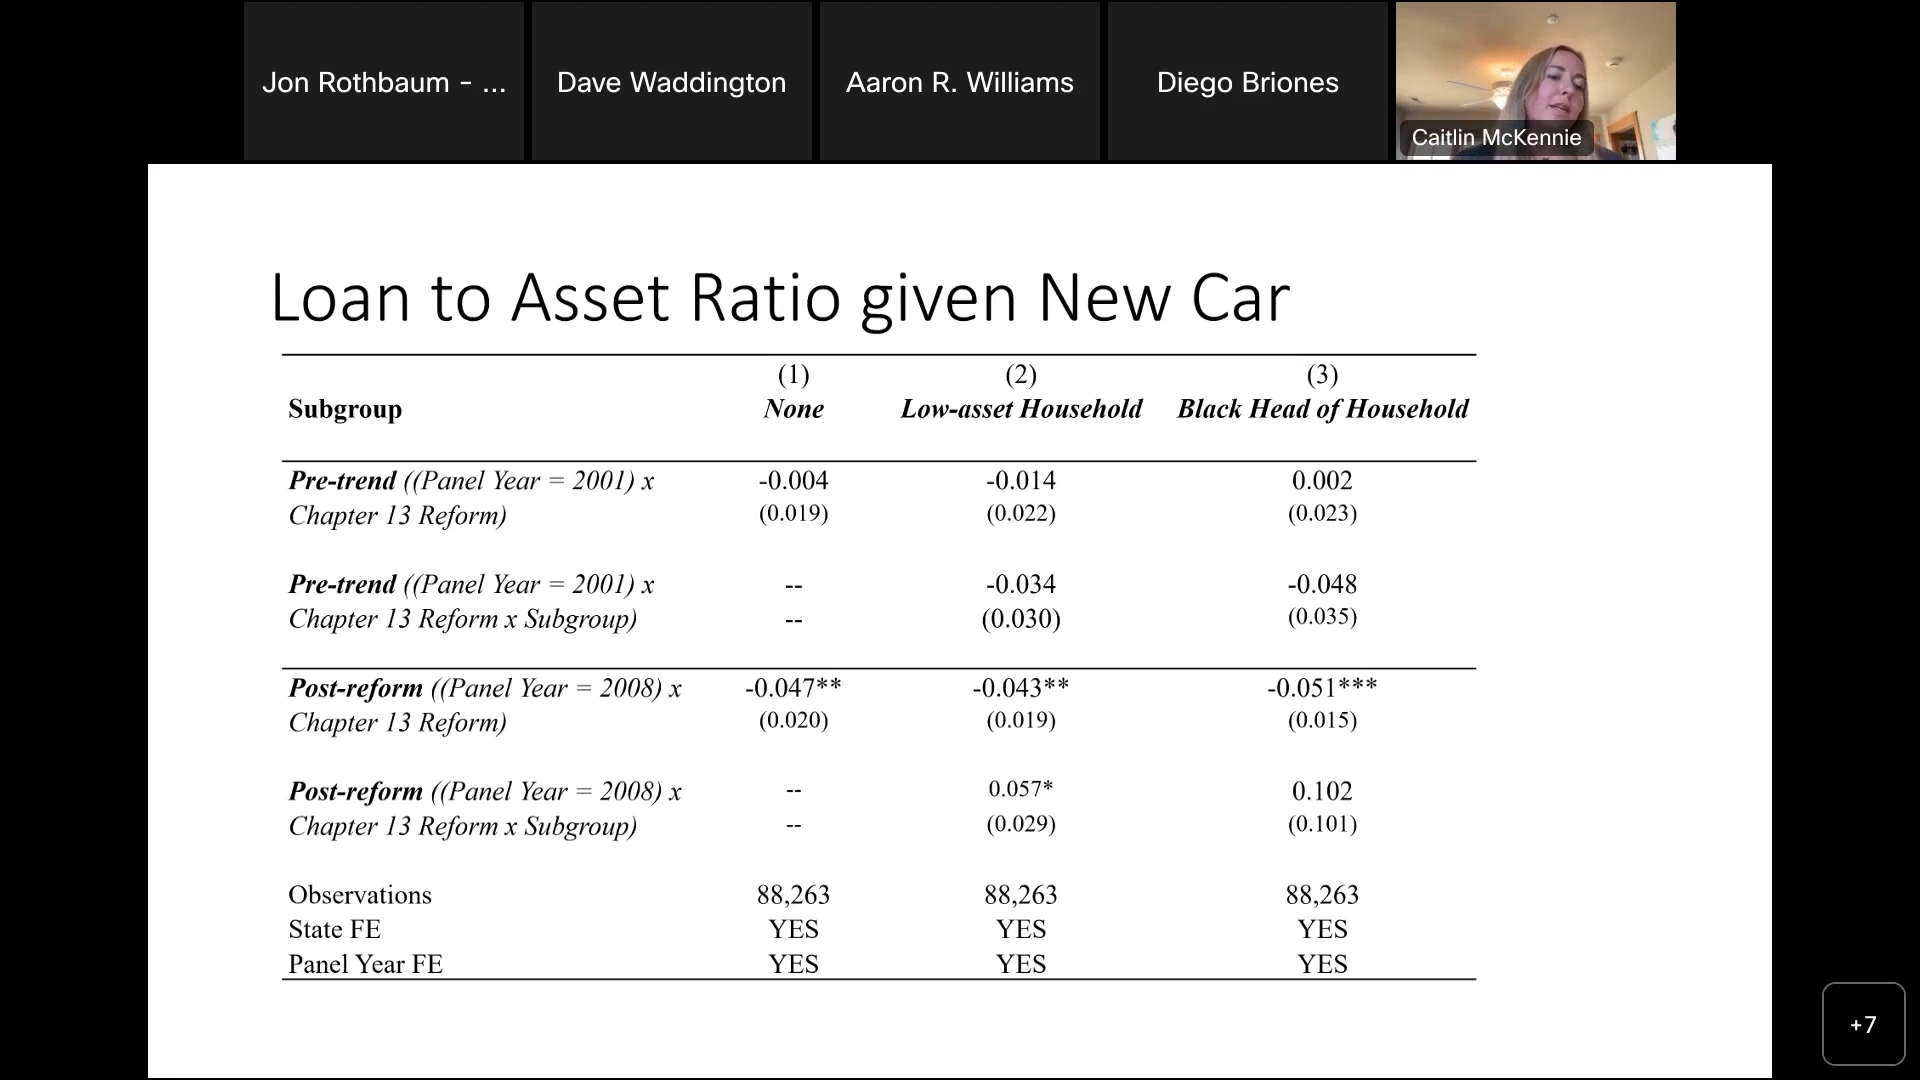 Jon Rothbaum - ...
Dave Waddington
Aaron R. Williams
Diego Briones
Caitlin McKennie
Loan to Asset Ratio given New Car
(1) (2) (3)
Subgroup None Low-asset Household Black Head of Household
Pre-trend ((Panel Year = 2001) x -0.004 -0.014 0.002
Chapter 13 Reform) (0.019) (0.022) (0.023)
Pre-trend ((Panel Year = 2001) x -- -0.034 -0.048
Chapter 13 Reform x Subgroup) -- (0.030) (0.035)
Post-reform ((Panel Year = 2008) x -0.047** -0.043** -0.051***
Chapter 13 Reform) (0.020) (0.019) (0.015)
Post-reform ((Panel Year = 2008) x -- 0.057* 0.102
Chapter 13 Reform x Subgroup) -- (0.029) (0.101)
Observations 88,263 88,263 88,263
State FE YES YES YES
Panel Year FE YES YES YES
+7